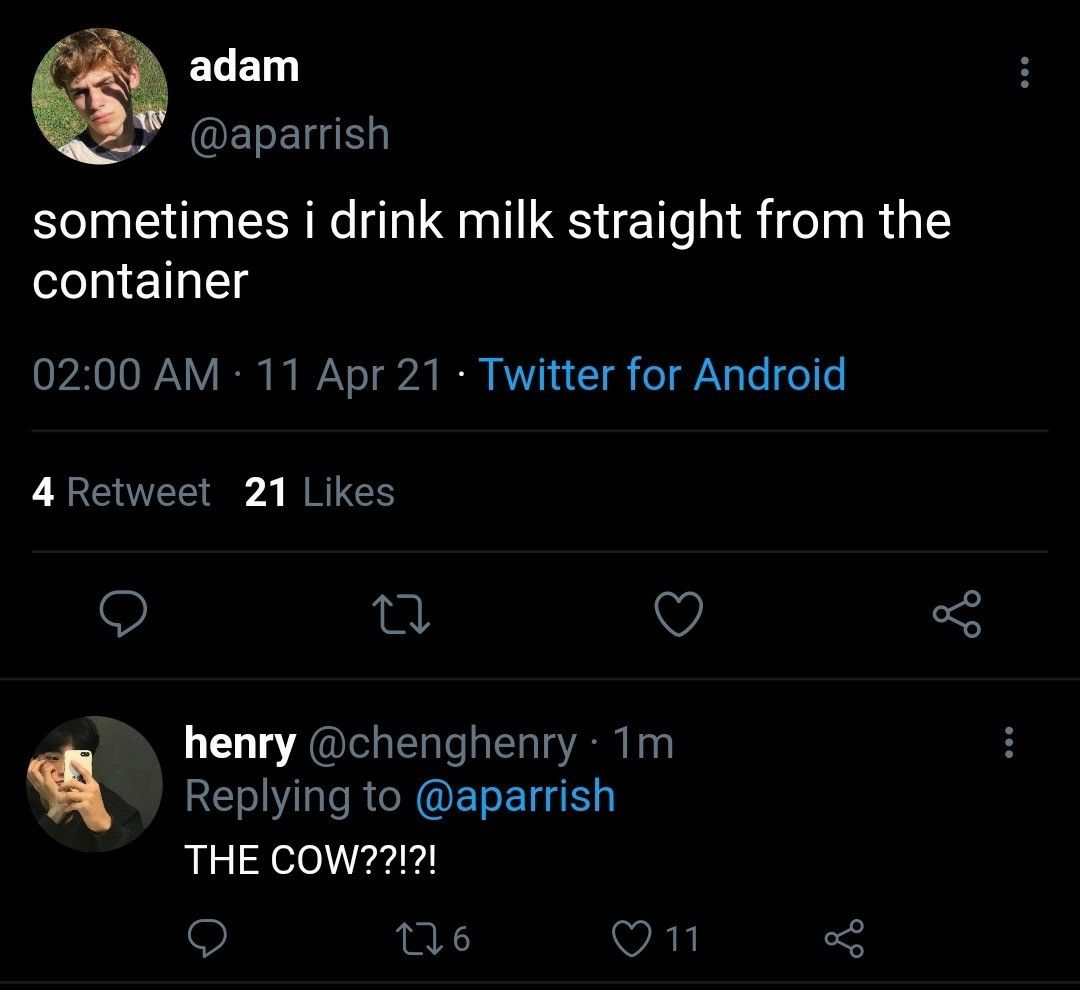 adam
@aparrish
sometimes i drink milk straight from the
container
02:00 AM · 11 Apr 21 · Twitter for Android
4 Retweet 21 Likes
henry @chenghenry · 1m
Replying to @aparrish
THE COW??!?!
6 11